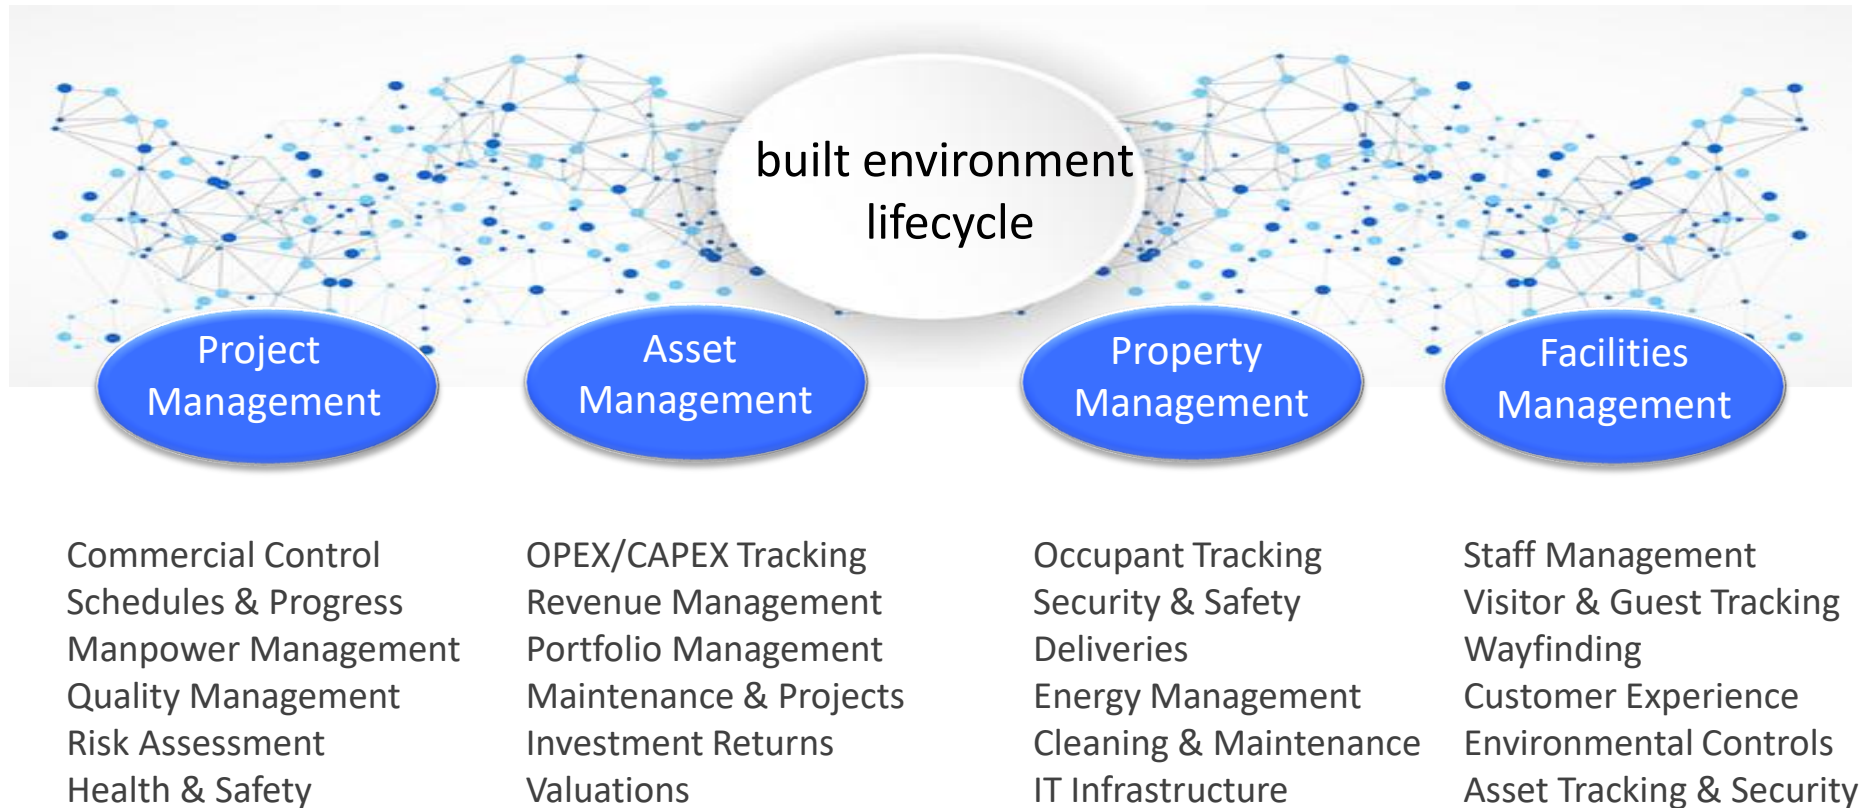 built environment
lifecycle
Project
Management
Asset
Management
Property
Management
Facilities
Management
Commercial Control
Schedules & Progress
Manpower Management
Quality Management
Risk Assessment
Health & Safety
OPEX/CAPEX Tracking
Revenue Management
Portfolio Management
Maintenance & Projects
Investment Returns
Valuations
Occupant Tracking
Security & Safety
Deliveries
Energy Management
Cleaning & Maintenance
IT Infrastructure
Staff Management
Visitor & Guest Tracking
Wayfinding
Customer Experience
Environmental Controls
Asset Tracking & Security